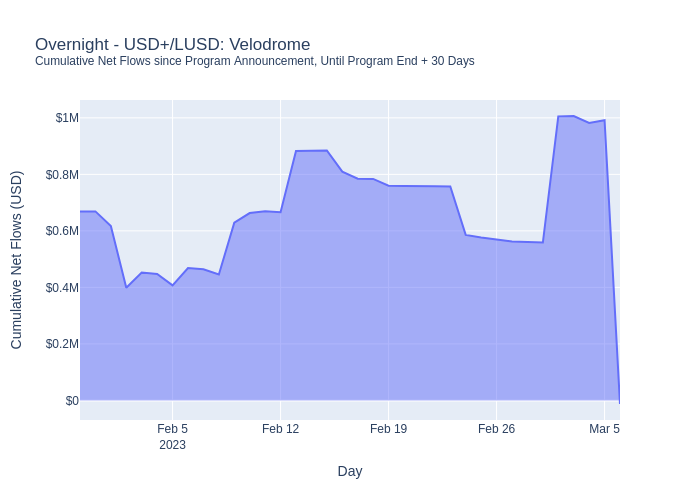 Overnight - USD+/LUSD: Velodrome
Cumulative Net Flows since Program Announcement, Until Program End + 30 Days
Cumulative Net Flows (USD)
$1M
$0.8M
$0.6M
$0.4M
$0.2M
$0
Feb 5
2023
Feb 12
Feb 19
Feb 26
Mar 5
Day